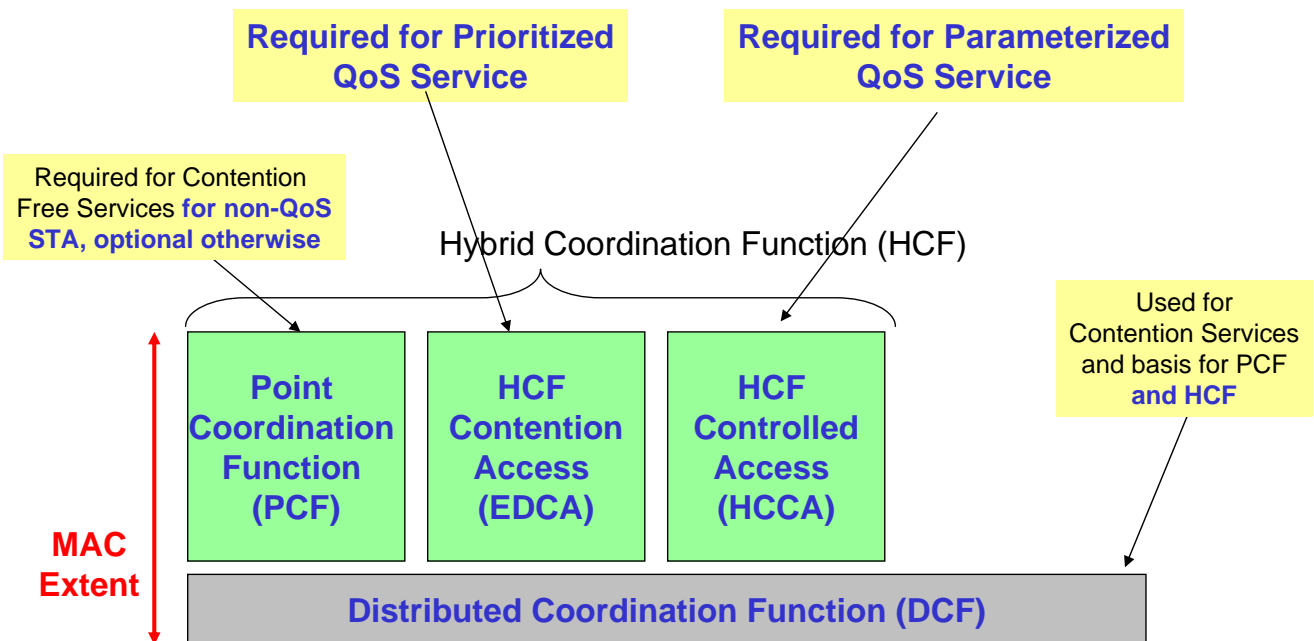 Required for Prioritized
QoS Service
Required for Parameterized
QoS Service
Required for Contention
Free Services for non-QoS
STA, optional otherwise
Hybrid Coordination Function (HCF)
Used for
Contention Services
and basis for PCF
and HCF
Point
Coordination
Function
(PCF)
HCF
Contention
Access
(EDCA)
HCF
Controlled
Access
(HCCA)
MAC
Extent
Distributed Coordination Function (DCF)